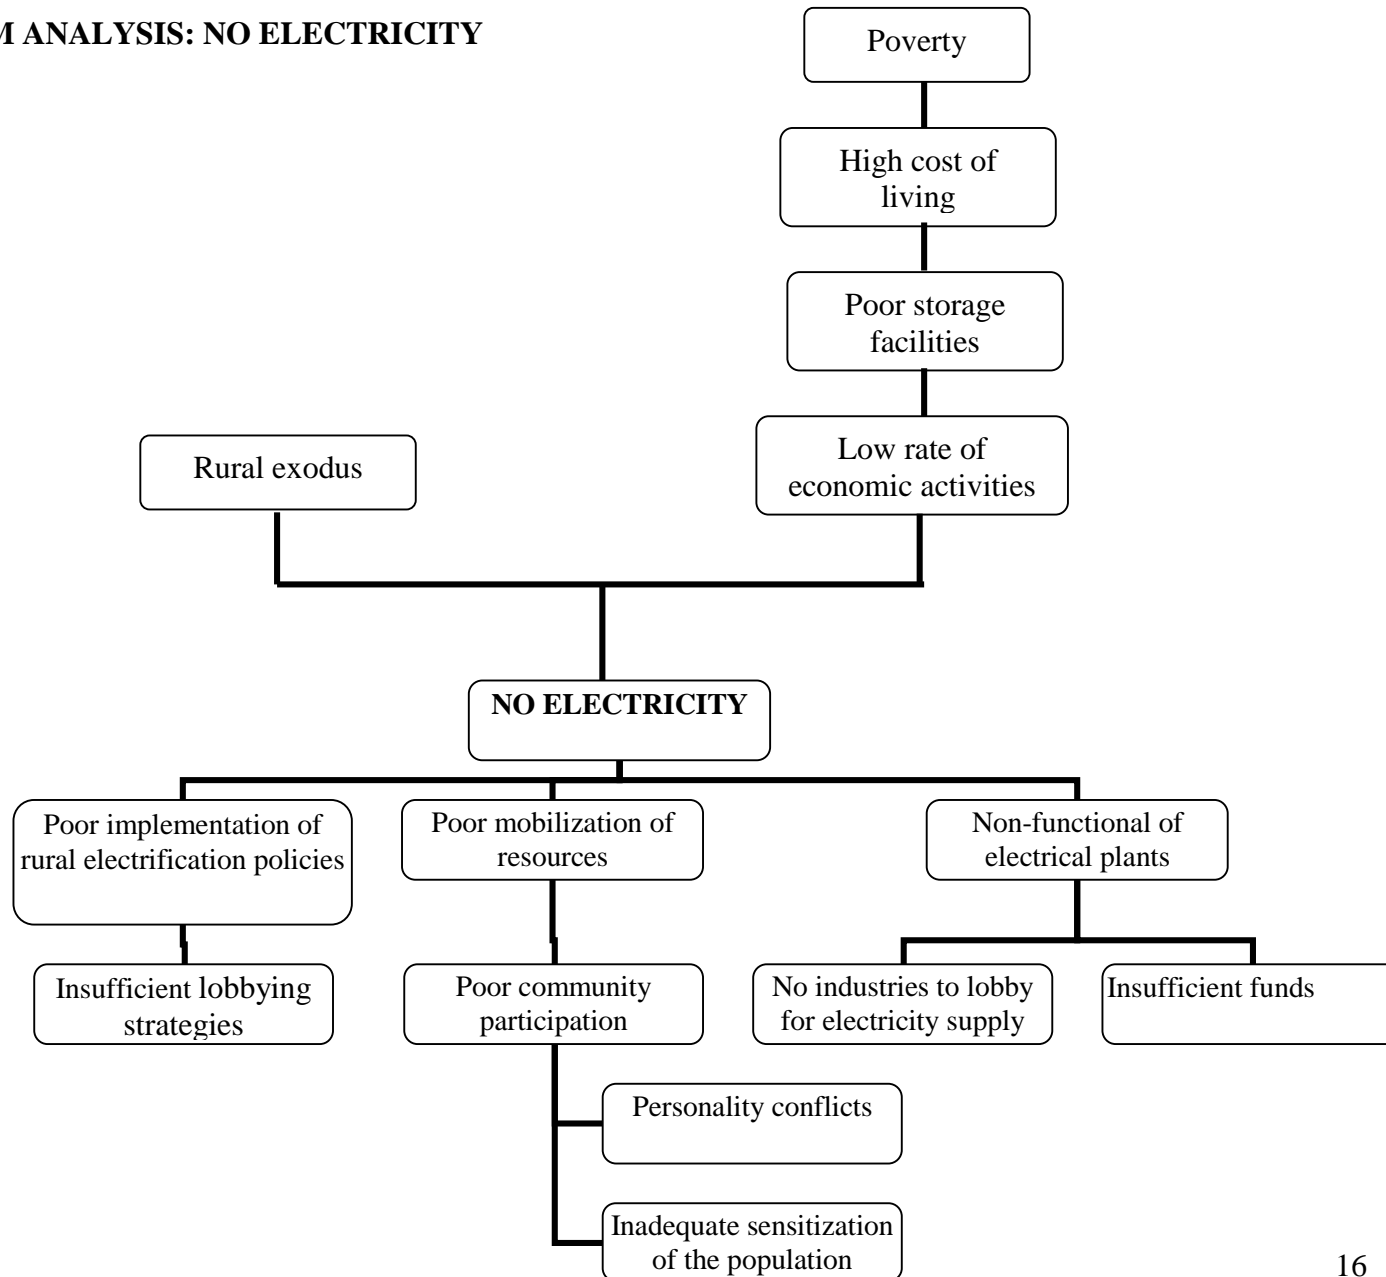 M ANALYSIS: NO ELECTRICITY
Poverty
High cost of
living
Poor storage
facilities
Low rate of
economic activities
Rural exodus
NO ELECTRICITY
Poor implementation of
rural electrification policies
Poor mobilization of
resources
Non-functional of
electrical plants
Insufficient lobbying
strategies
Poor community
participation
No industries to lobby
for electricity supply
Insufficient funds
Personality conflicts
Inadequate sensitization
of the population
16